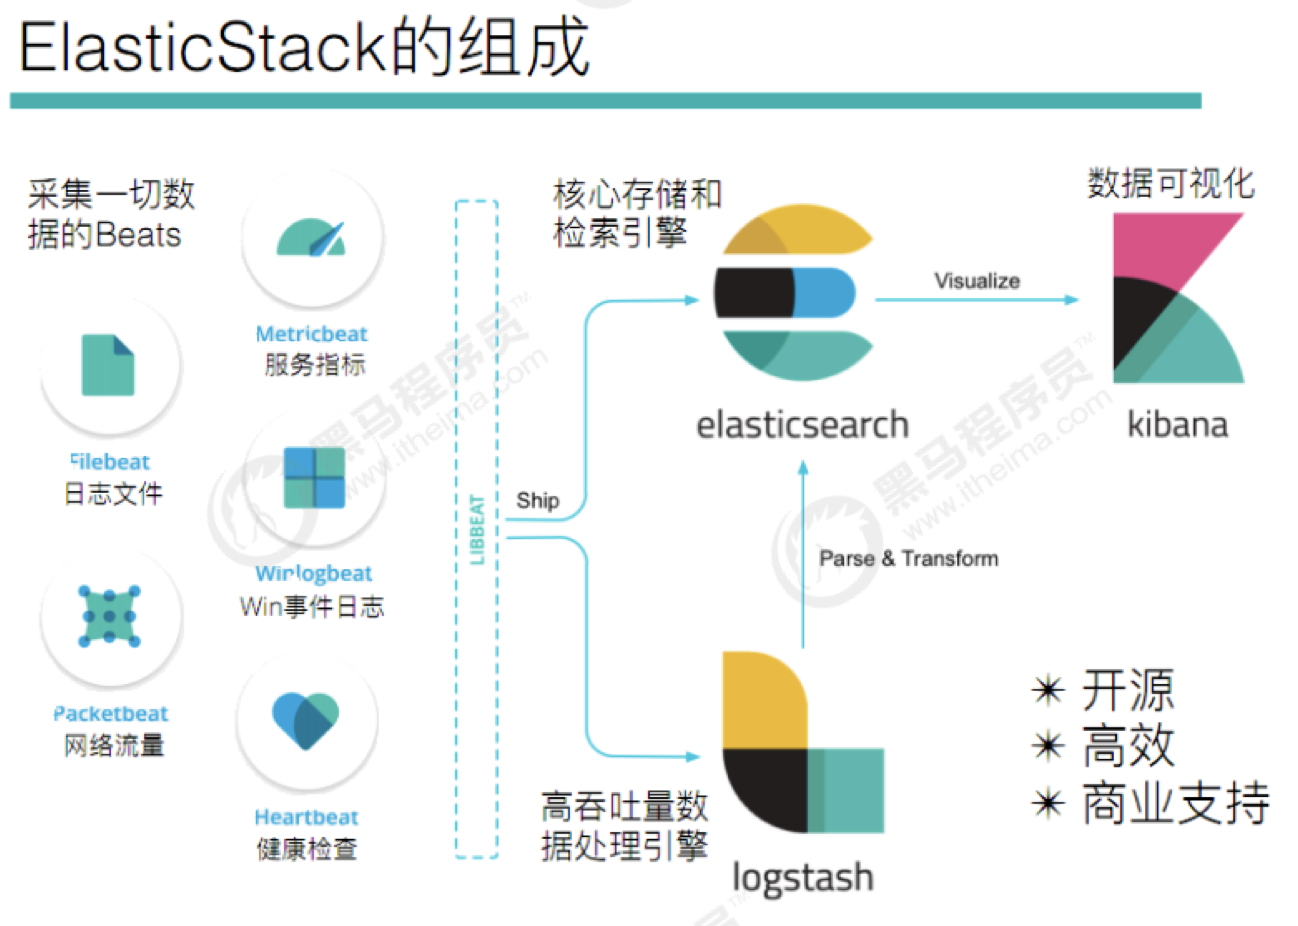 ElasticStack的组成
采集一切数
据的Beats
Metricbeat
服务指标
Filebeat
日志文件
Winlogbeat
Win事件日志
Packetbeat
网络流量
Heartbeat
健康检查
LIBBEAT
Ship
核心存储和
检索引擎
elasticsearch
Visualize
数据可视化
kibana
Parse & Transform
高吞吐量数
据处理引擎
logstash
开源
高效
商业支持
黑马程序员™
www.itheima.com
黑马程序员™
www.itheima.com